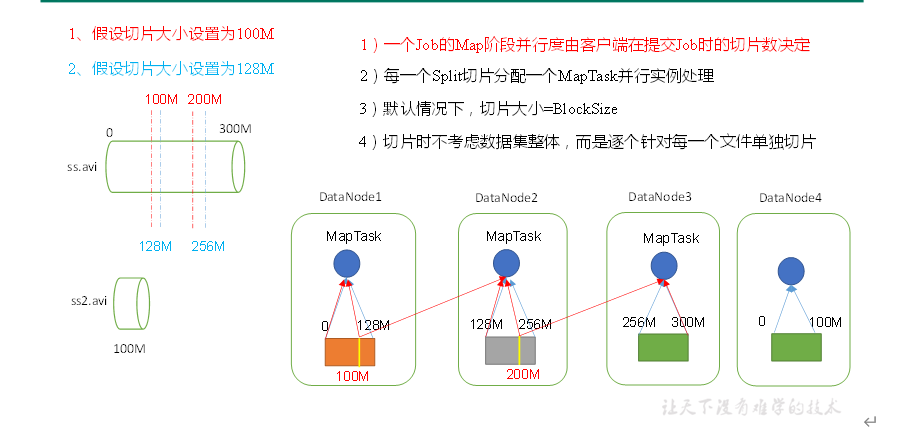 1、假设切片大小设置为100M
2、假设切片大小设置为128M
100M 200M
0 300M
ss.avi
128M 256M
ss2.avi
100M
1）一个Job的Map阶段并行度由客户端在提交Job时的切片数决定
2）每一个Split切片分配一个MapTask并行实例处理
3）默认情况下，切片大小=BlockSize
4）切片时不考虑数据集整体，而是逐个针对每一个文件单独切片
DataNode1 DataNode2 DataNode3 DataNode4
MapTask MapTask MapTask
0 128M 128M 256M 256M 300M 0 100M
100M 200M
让天下没有难学的技术